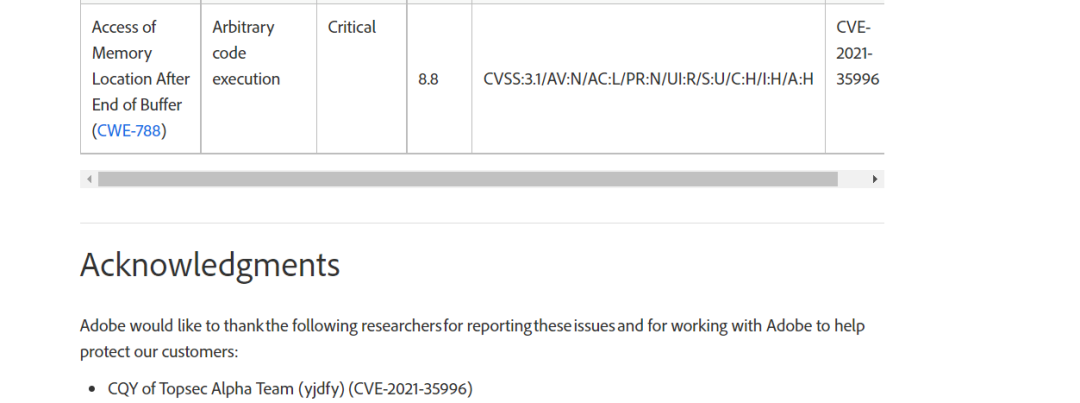 Access of
Memory
Location After
End of Buffer
(CWE-788)
Arbitrary
code
execution
Critical
8.8
CVSS:3.1/AV:N/AC:L/PR:N/UI:R/S:U/C:H/I:H/A:H
CVE-
2021-
35996
Acknowledgments
Adobe would like to thank the following researchers for reporting these issues and for working with Adobe to help
protect our customers:
• CQY of Topsec Alpha Team (yjdfy) (CVE-2021-35996)